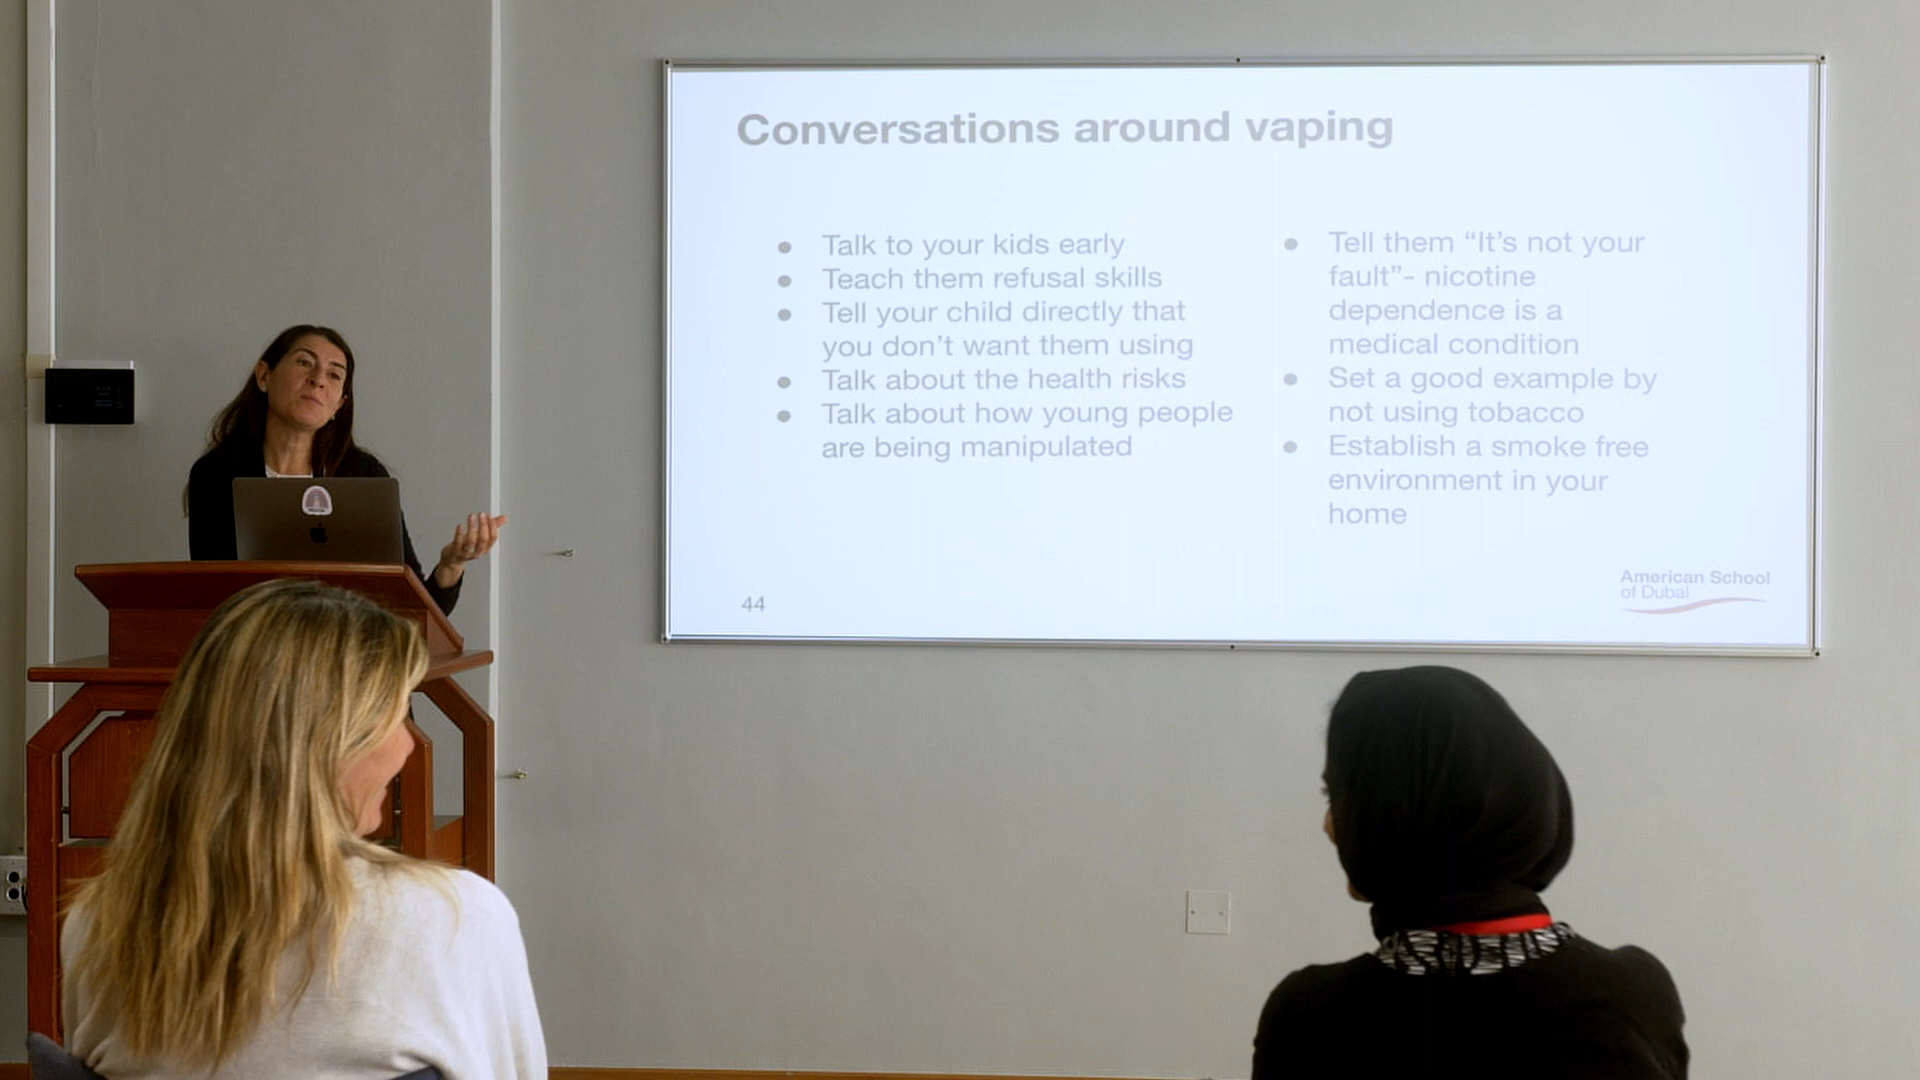 Conversations around vaping
● Talk to your kids early
● Teach them refusal skills
● Tell your child directly that
you don’t want them using
● Talk about the health risks
● Talk about how young people
are being manipulated
● Tell them “It’s not your
fault”- nicotine
dependence is a
medical condition
● Set a good example by
not using tobacco
● Establish a smoke free
environment in your
home
44
American School
of Dubai